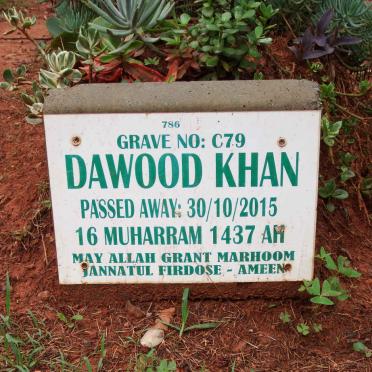 786
GRAVE NO: C79
DAWOOD KHAN
PASSED AWAY: 30/10/2015
16 MUHARRAM 1437 AH
MAY ALLAH GRANT MARHOOM
JANNATUL FIRDOSE - AMEEN